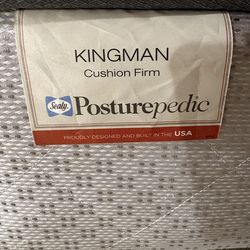 KINGMAN
Cushion Firm
Sealy Posturepedic
PROUDLY DESIGNED AND BUILT IN THE USA